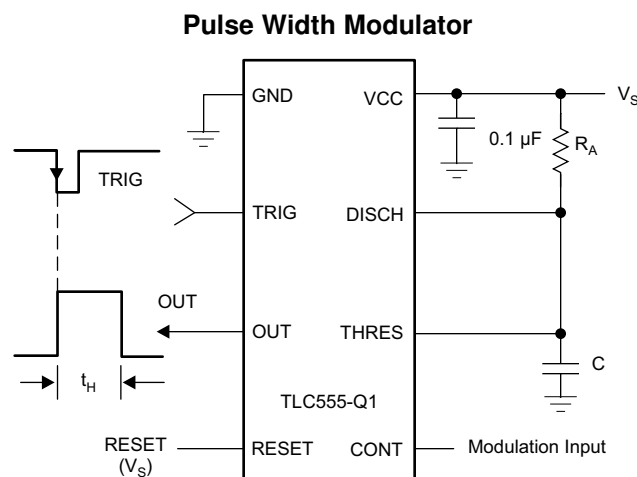 Pulse Width Modulator
GND
VCC
V_S
0.1 µF
R_A
TRIG
TRIG
DISCH
OUT
OUT
THRES
t_H
C
TLC555-Q1
RESET
(V_S)
RESET
CONT
Modulation Input